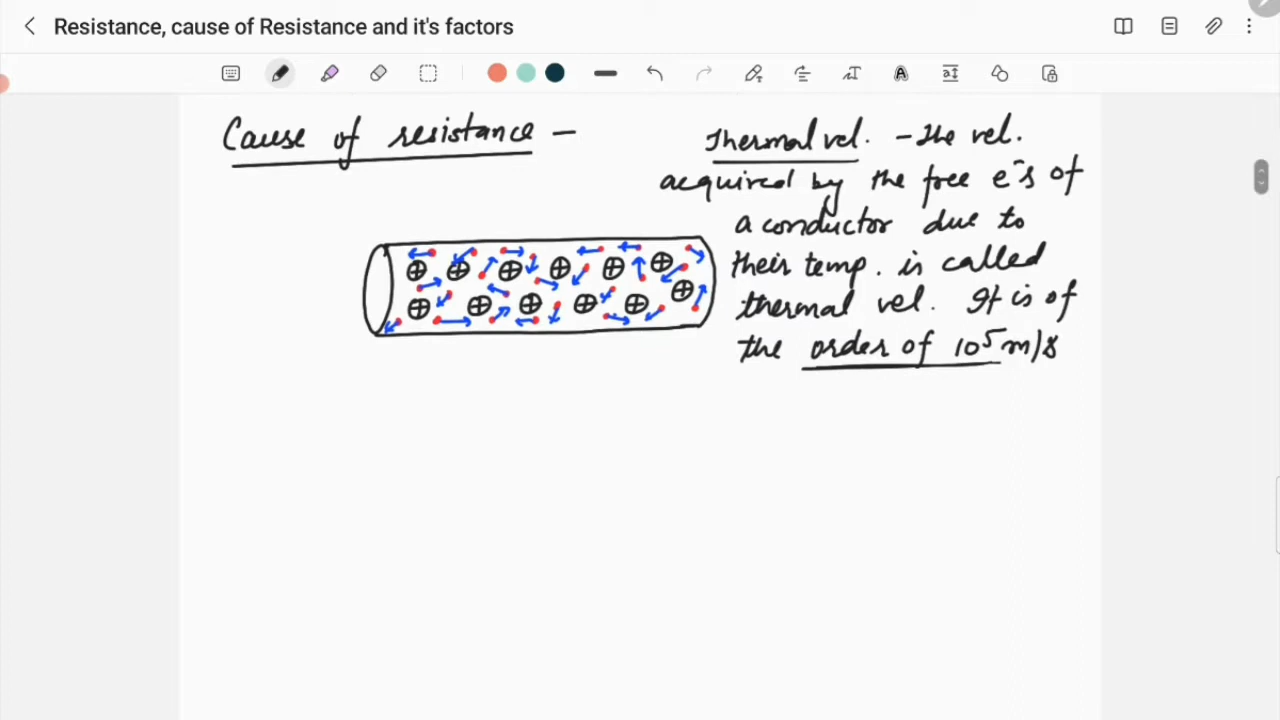 Resistance, cause of Resistance and it's factors
Cause of resistance –
Thermal vel. – The vel.
acquired by the free e⁻s of
a conductor due to
their temp. is called
thermal vel. It is of
the order of 10⁵ m/s